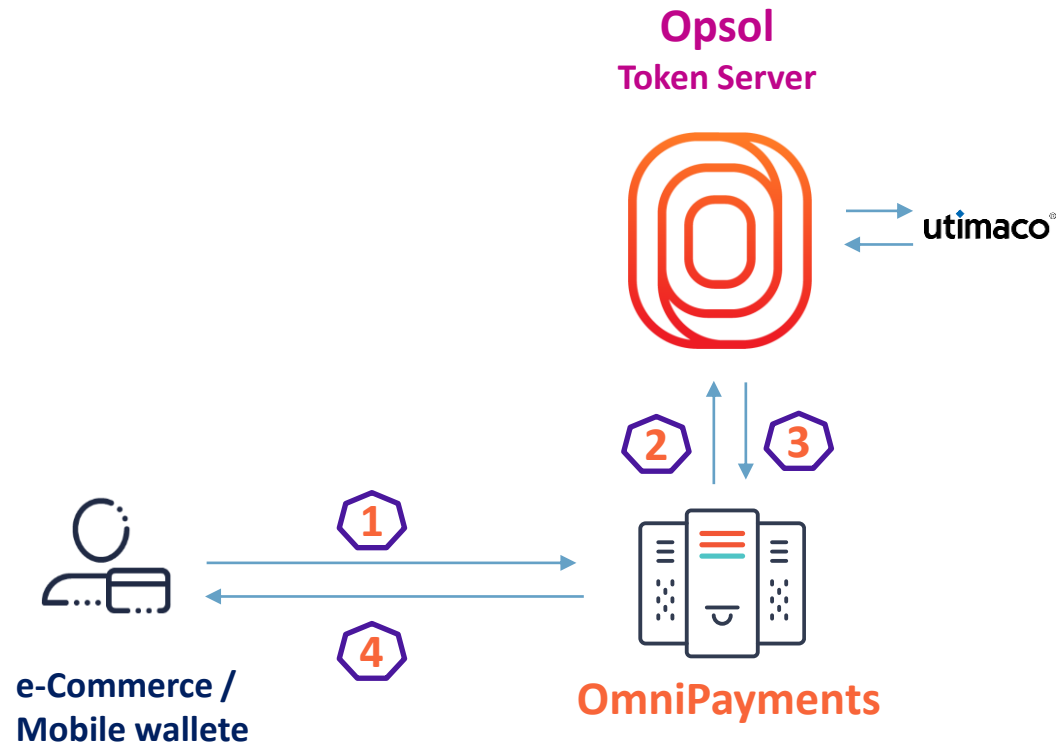 Opsol
Token Server
utimaco®
2
3
1
4
e-Commerce /
Mobile wallete
OmniPayments